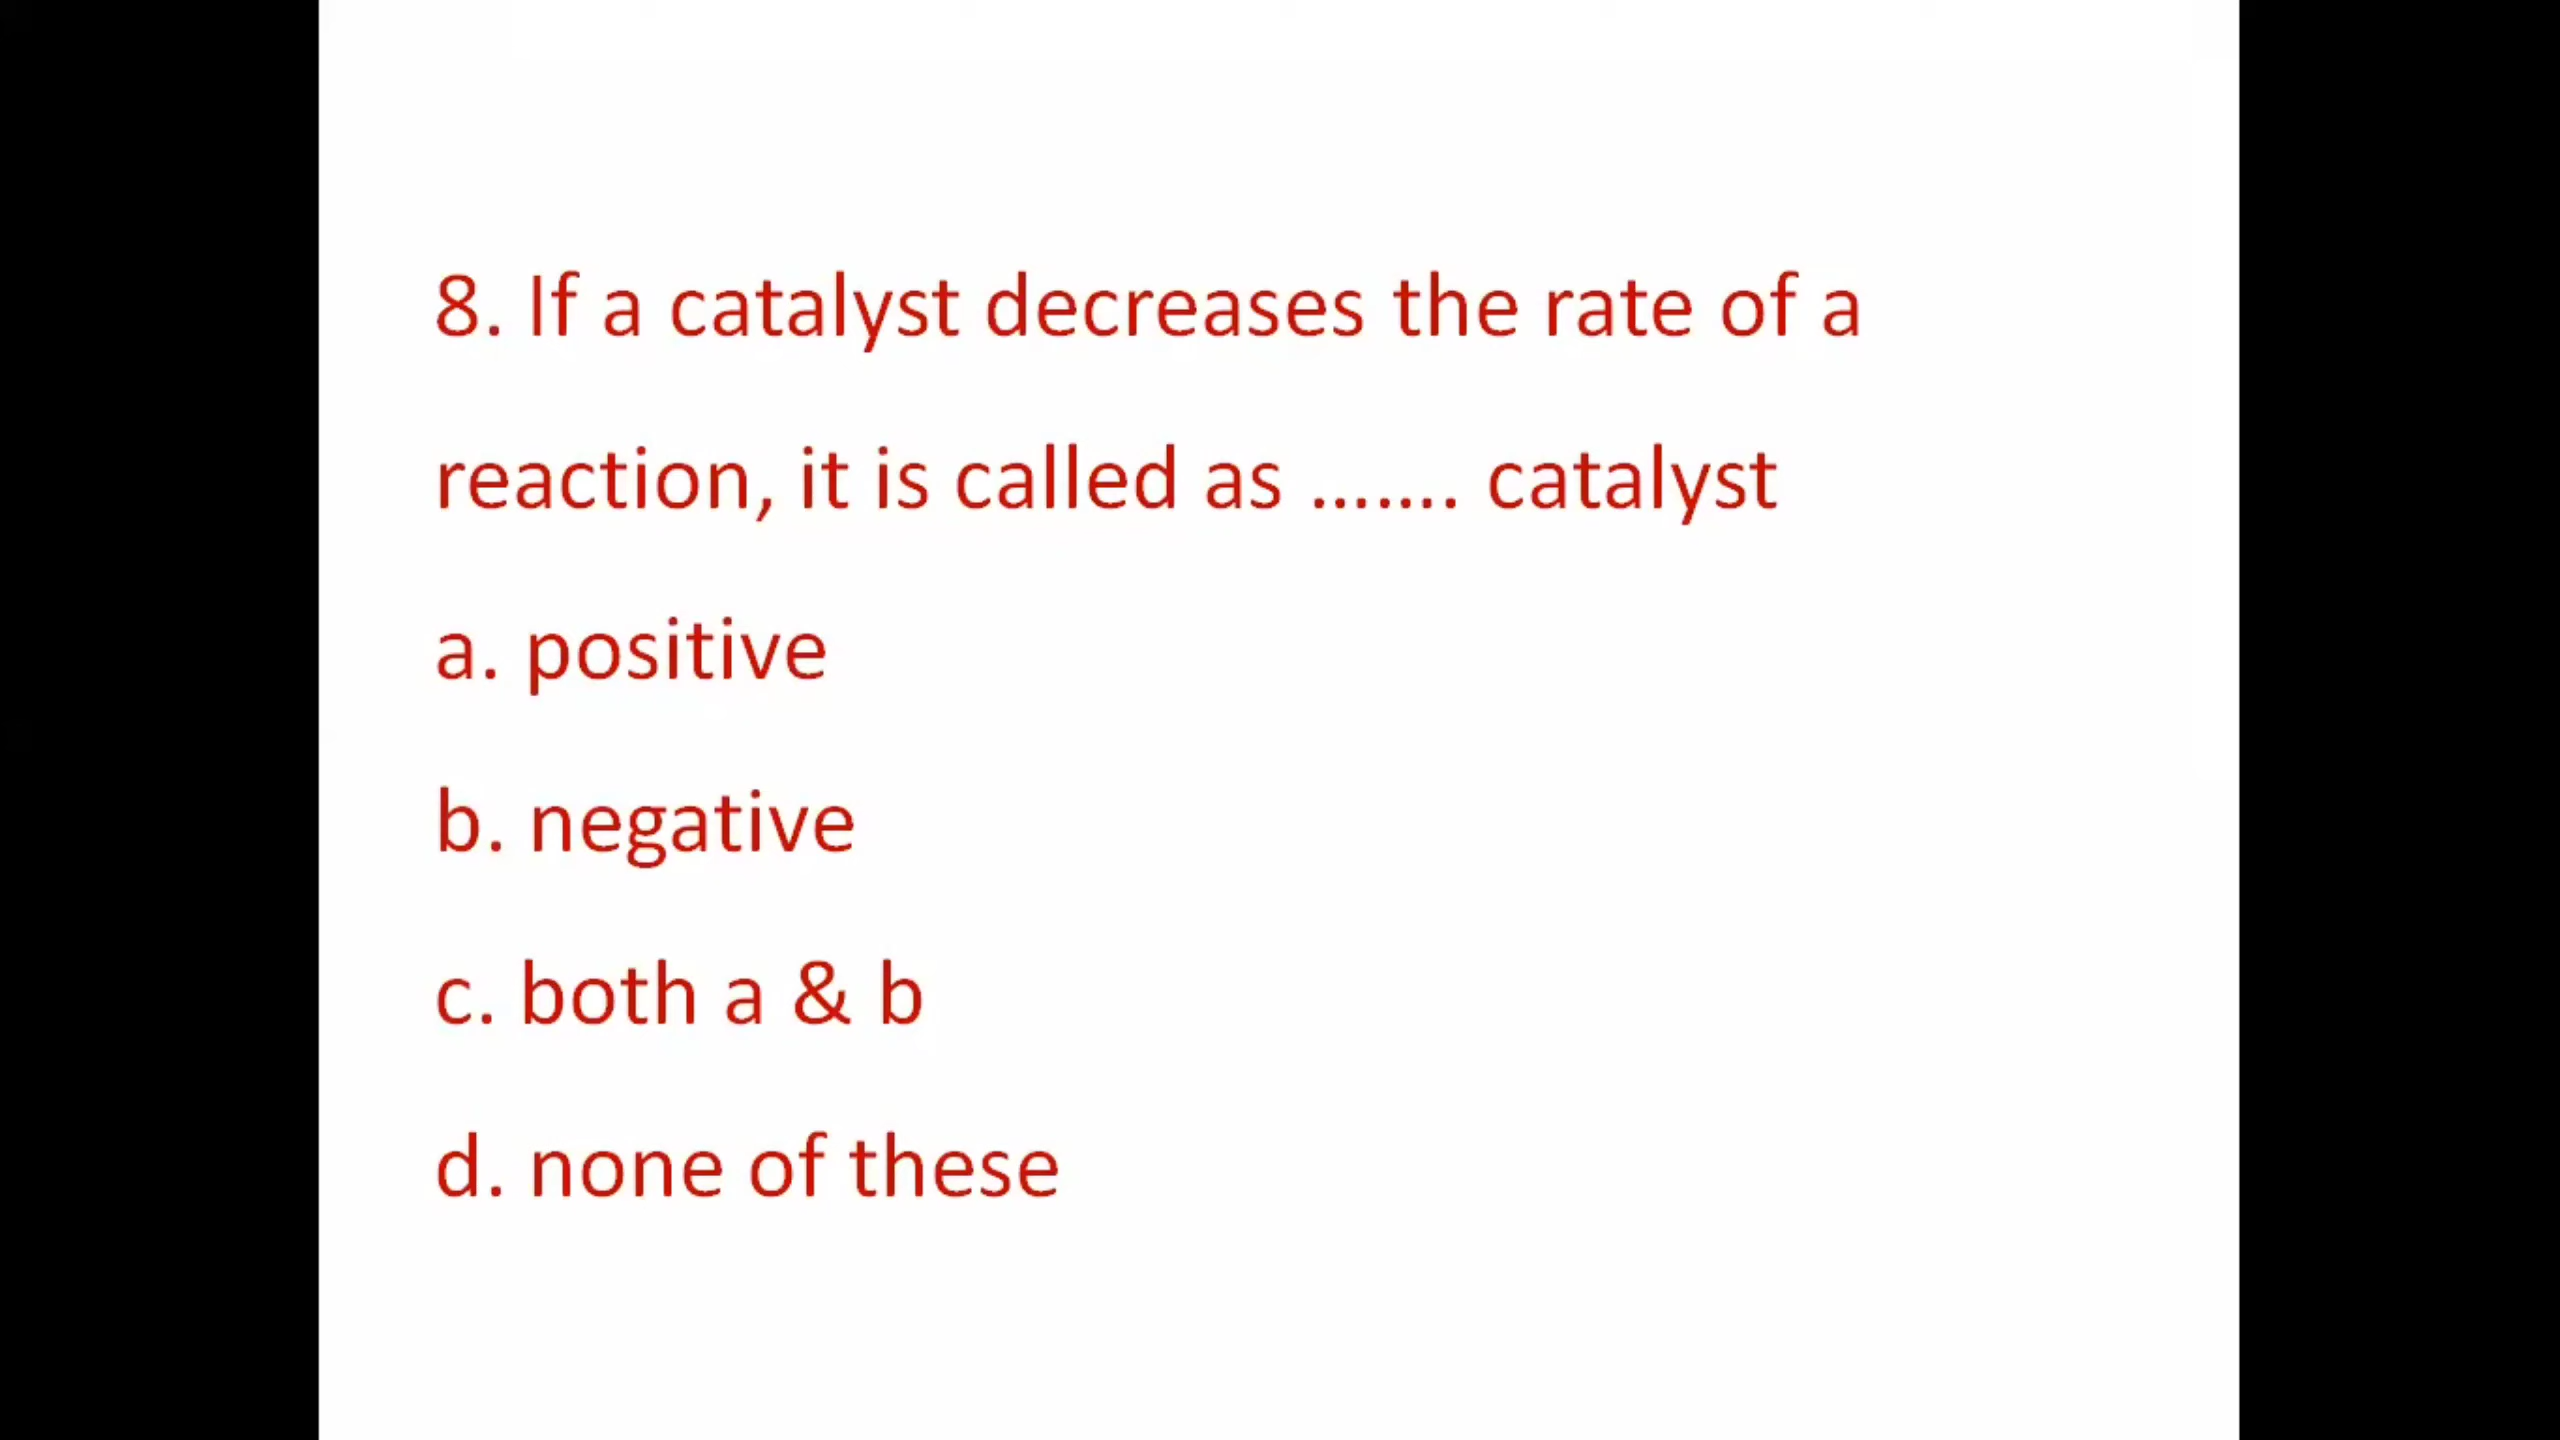 8. If a catalyst decreases the rate of a
reaction, it is called as ....... catalyst
a. positive
b. negative
c. both a & b
d. none of these